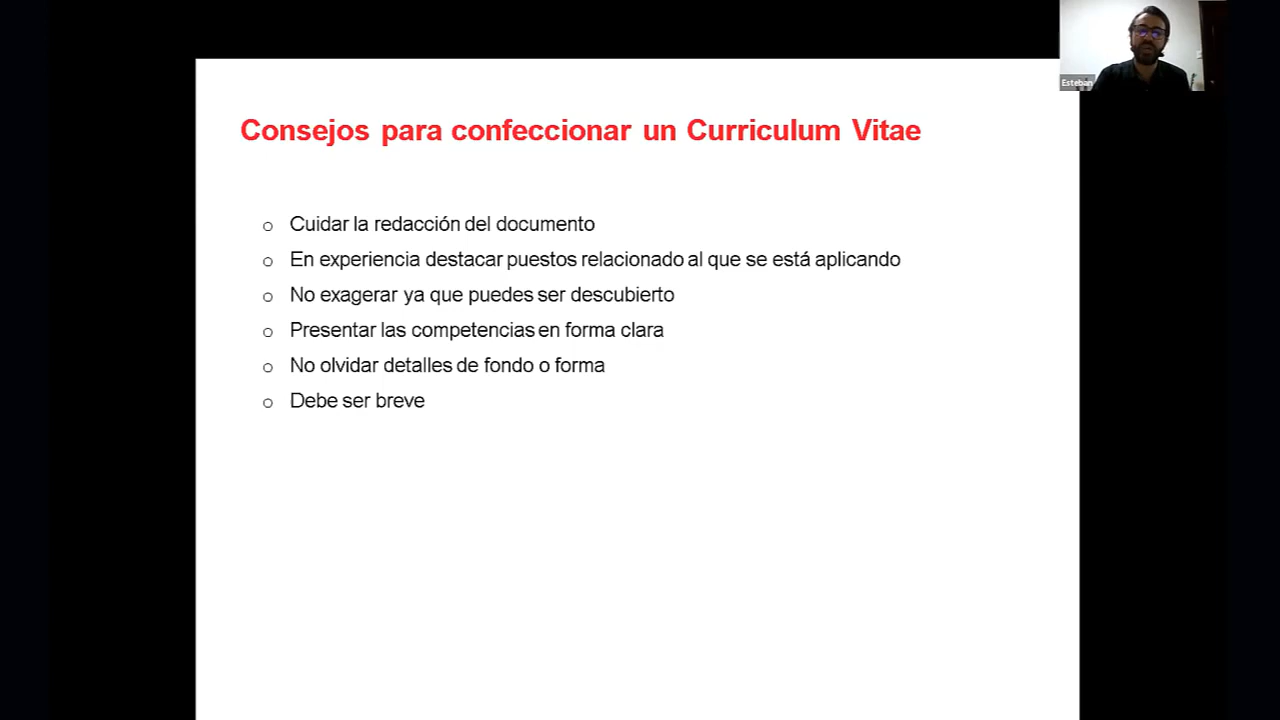 Consejos para confeccionar un Curriculum Vitae
Cuidar la redacción del documento
En experiencia destacar puestos relacionado al que se está aplicando
No exagerar ya que puedes ser descubierto
Presentar las competencias en forma clara
No olvidar detalles de fondo o forma
Debe ser breve
Esteban